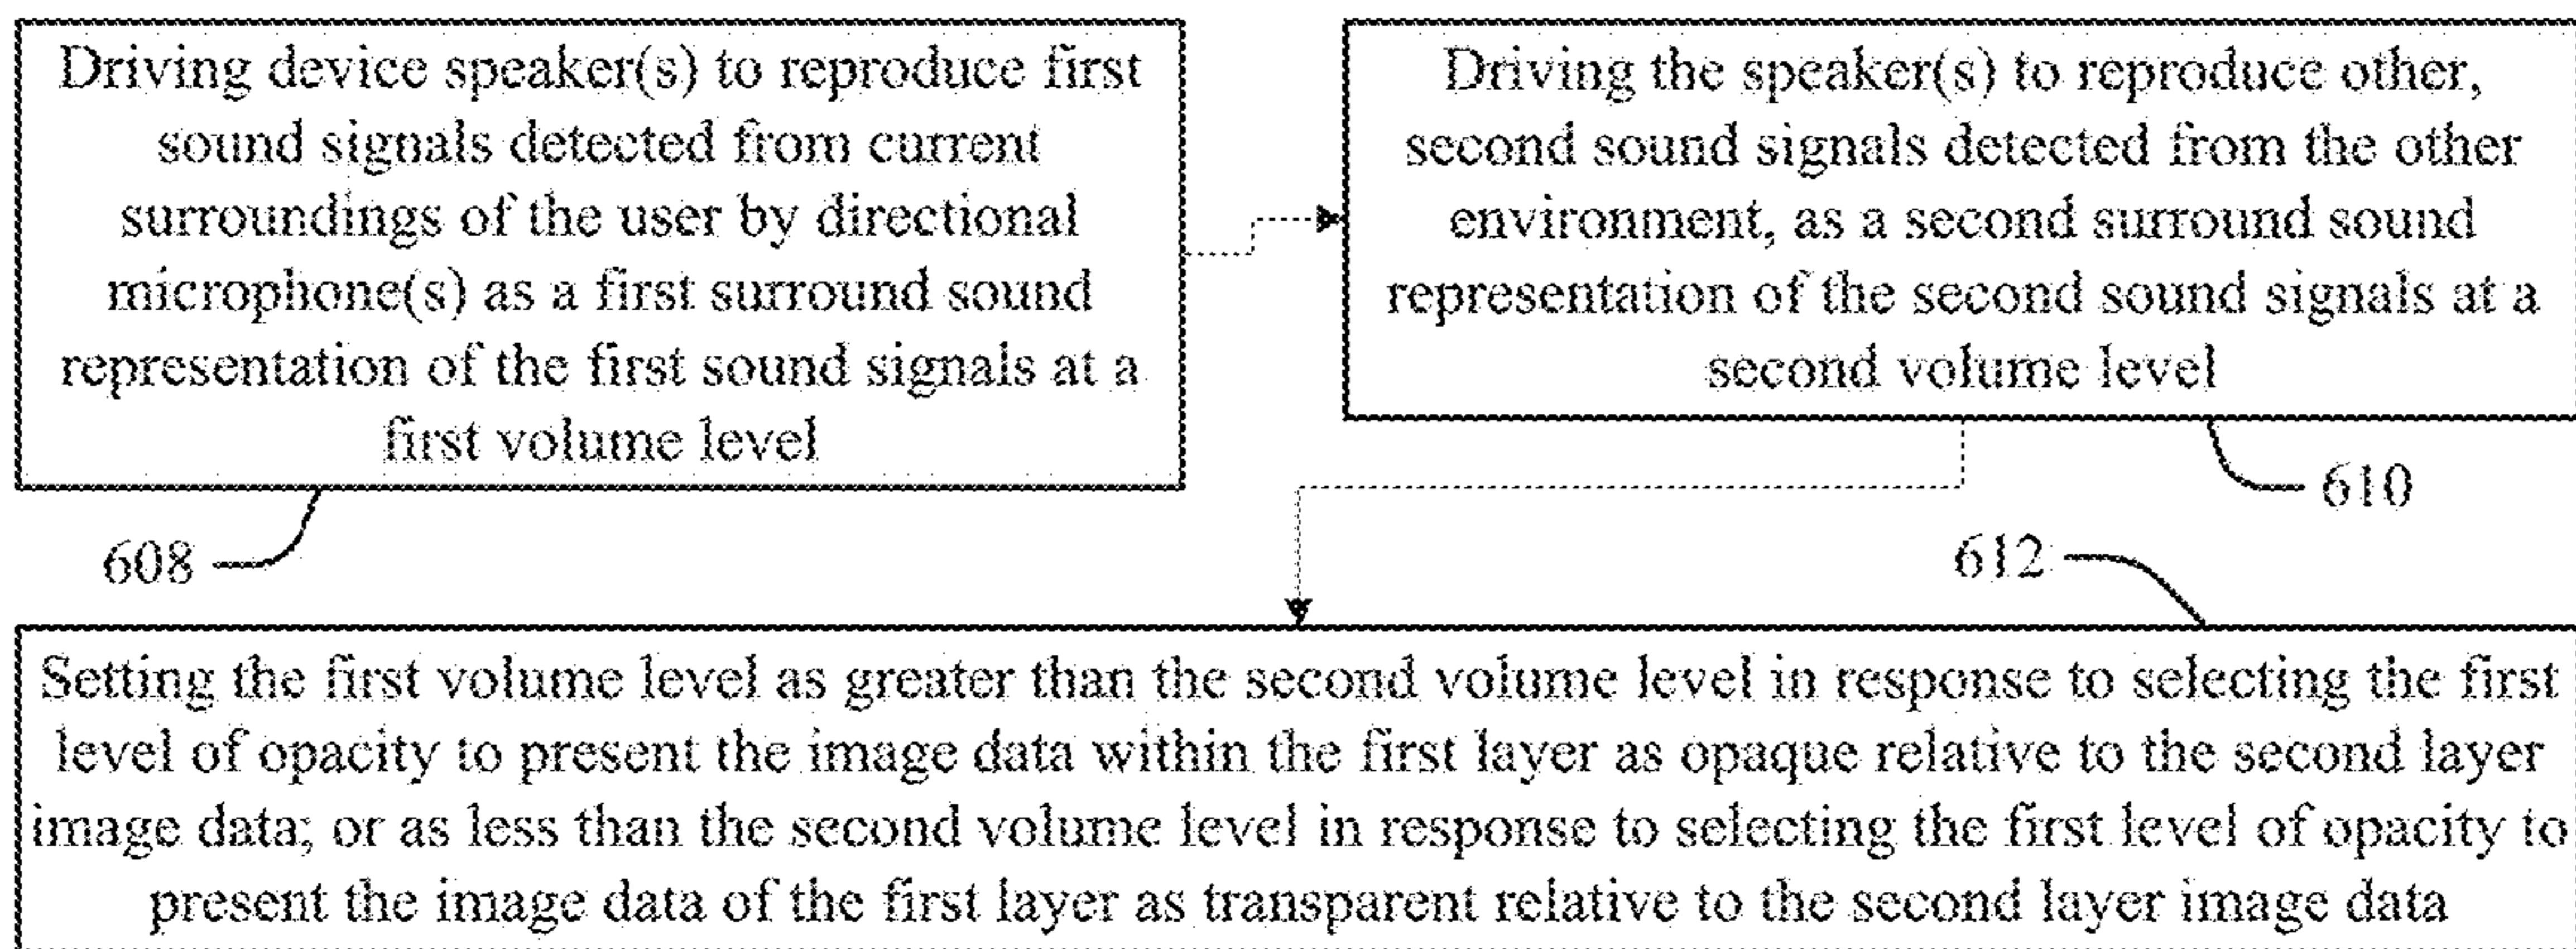 Driving device speaker(s) to reproduce first
sound signals detected from current
surroundings of the user by directional
microphone(s) as a first surround sound
representation of the first sound signals at a
first volume level
608
Driving the speaker(s) to reproduce other,
second sound signals detected from the other
environment, as a second surround sound
representation of the second sound signals at a
second volume level
610
612
Setting the first volume level as greater than the second volume level in response to selecting the first
level of opacity to present the image data within the first layer as opaque relative to the second layer
image data; or as less than the second volume level in response to selecting the first level of opacity to
present the image data of the first layer as transparent relative to the second layer image data